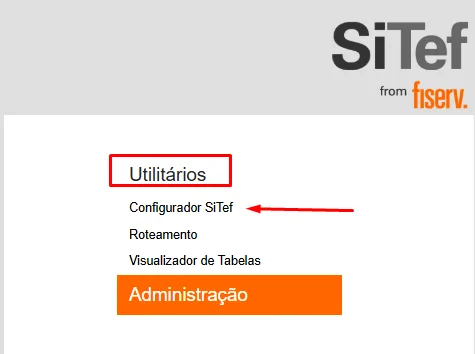 SiTef
from fiserv.
Utilitários
Configurador SiTef
Roteamento
Visualizador de Tabelas
Administração